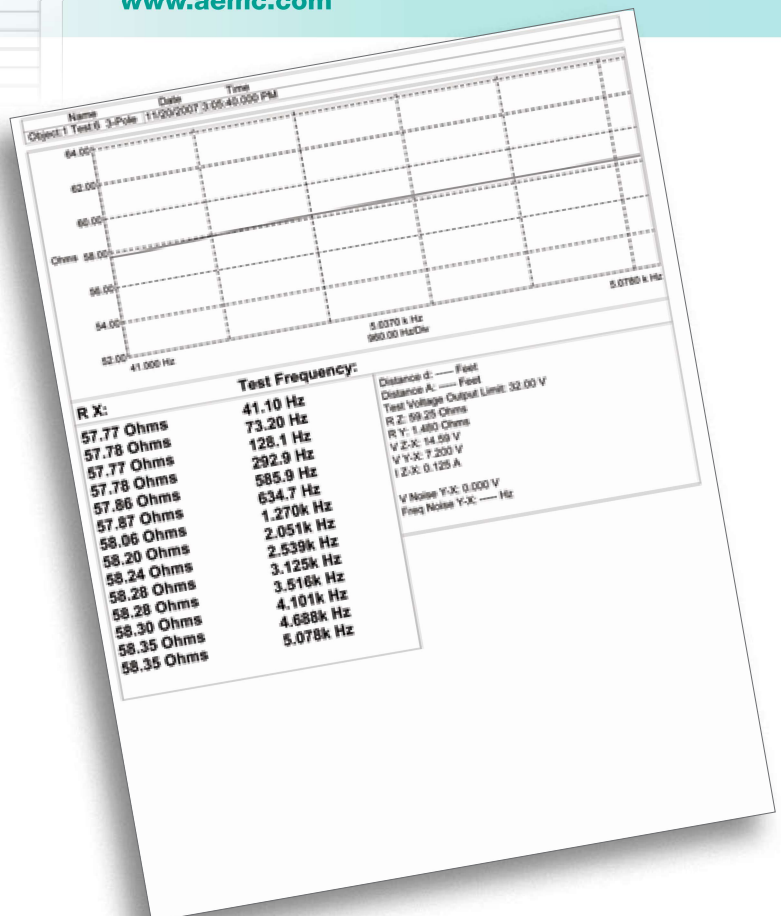 www.aemc.com
Name Date Time
Object:1 Test:6 3-Pole 11/20/2007 3:05:40.000 PM
64.00
62.00
60.00
Ohms 58.00
56.00
54.00
52.00
41.000 Hz
5.0370 k Hz
960.00 Hz/Div
5.0780 k Hz
R X: Test Frequency:
57.77 Ohms 41.10 Hz
57.78 Ohms 73.20 Hz
57.77 Ohms 128.1 Hz
57.78 Ohms 292.9 Hz
57.86 Ohms 585.9 Hz
57.87 Ohms 634.7 Hz
58.06 Ohms 1.270k Hz
58.20 Ohms 2.051k Hz
58.24 Ohms 2.539k Hz
58.28 Ohms 3.125k Hz
58.28 Ohms 3.516k Hz
58.30 Ohms 4.101k Hz
58.35 Ohms 4.688k Hz
58.35 Ohms 5.078k Hz
Distance d: ---- Feet
Distance A: ---- Feet
Test Voltage Output Limit: 32.00 V
R Z: 59.25 Ohms
R Y: 1.480 Ohms
V Z-X: 14.59 V
V Y-X: 7.200 V
I Z-X: 0.125 A
V Noise Y-X: 0.000 V
Freq Noise Y-X: ---- Hz